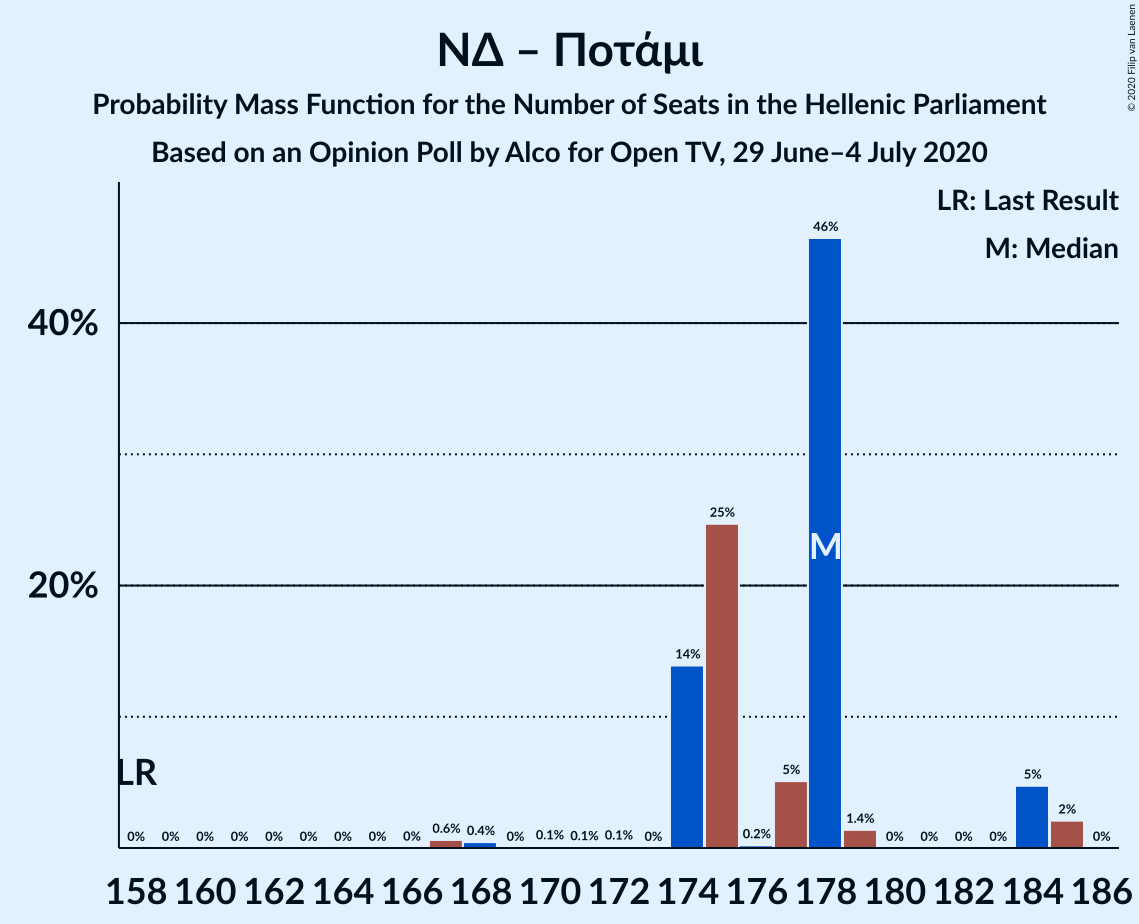 © 2020 Filip van Laenen
ΝΔ – Ποτάμι
Probability Mass Function for the Number of Seats in the Hellenic Parliament
Based on an Opinion Poll by Alco for Open TV, 29 June–4 July 2020
LR: Last Result
M: Median
46%
40%
25%
M
20%
14%
LR
5%
5%
2%
0% 0% 0% 0% 0% 0% 0% 0% 0% 0.6% 0.4% 0% 0.1% 0.1% 0.1% 0% 0.2% 1.4% 0% 0% 0% 0% 0%
158 160 162 164 166 168 170 172 174 176 178 180 182 184 186